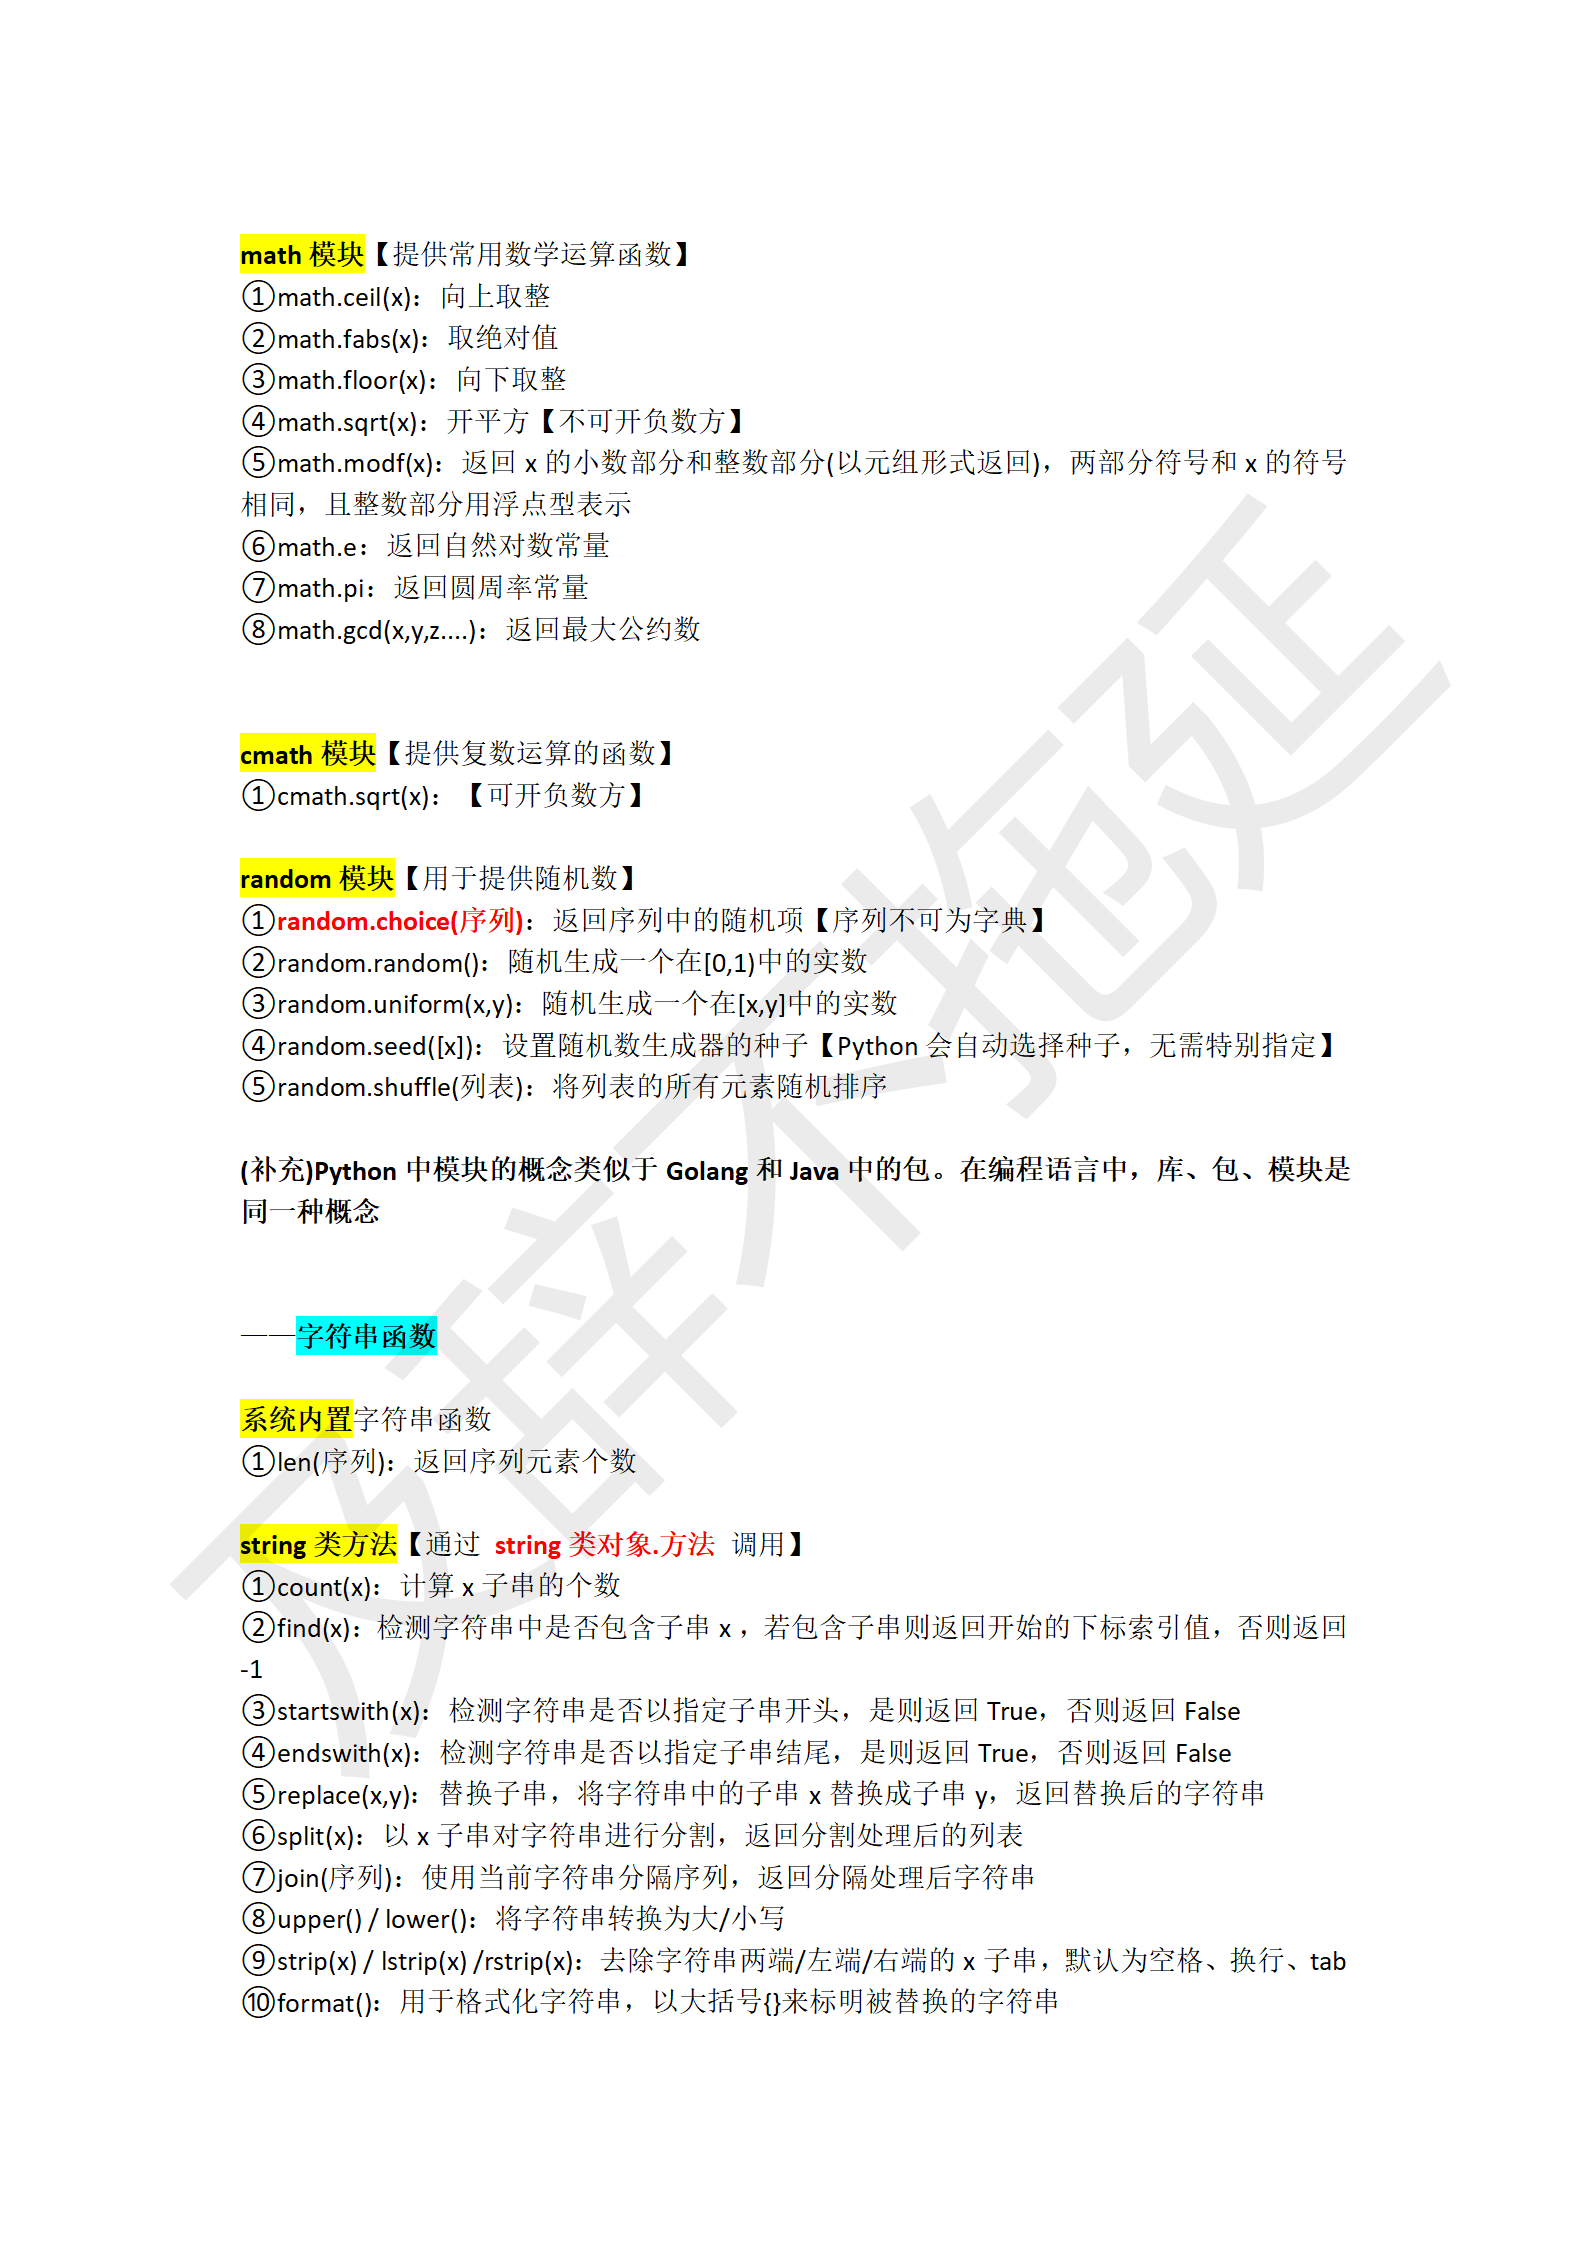 math 模块【提供常用数学运算函数】
①math.ceil(x)：向上取整
②math.fabs(x)：取绝对值
③math.floor(x)：向下取整
④math.sqrt(x)：开平方【不可开负数方】
⑤math.modf(x)：返回 x 的小数部分和整数部分(以元组形式返回)，两部分符号和 x 的符号
相同，且整数部分用浮点型表示
⑥math.e：返回自然对数常量
⑦math.pi：返回圆周率常量
⑧math.gcd(x,y,z....)：返回最大公约数
cmath 模块【提供复数运算的函数】
①cmath.sqrt(x)：【可开负数方】
random 模块【用于提供随机数】
①random.choice(序列)：返回序列中的随机项【序列不可为字典】
②random.random()：随机生成一个在[0,1)中的实数
③random.uniform(x,y)：随机生成一个在[x,y]中的实数
④random.seed([x])：设置随机数生成器的种子【Python 会自动选择种子，无需特别指定】
⑤random.shuffle(列表)：将列表的所有元素随机排序
(补充)Python 中模块的概念类似于 Golang 和 Java 中的包。在编程语言中，库、包、模块是
同一种概念
——字符串函数
系统内置字符串函数
①len(序列)：返回序列元素个数
string 类方法【通过 string 类对象.方法 调用】
①count(x)：计算 x 子串的个数
②find(x)：检测字符串中是否包含子串 x ，若包含子串则返回开始的下标索引值，否则返回
-1
③startswith(x)：检测字符串是否以指定子串开头，是则返回 True，否则返回 False
④endswith(x)：检测字符串是否以指定子串结尾，是则返回 True，否则返回 False
⑤replace(x,y)：替换子串，将字符串中的子串 x 替换成子串 y，返回替换后的字符串
⑥split(x)：以 x 子串对字符串进行分割，返回分割处理后的列表
⑦join(序列)：使用当前字符串分隔序列，返回分隔处理后字符串
⑧upper() / lower()：将字符串转换为大/小写
⑨strip(x) / lstrip(x) /rstrip(x)：去除字符串两端/左端/右端的 x 子串，默认为空格、换行、tab
⑩format()：用于格式化字符串，以大括号{}来标明被替换的字符串
及辞不拖延